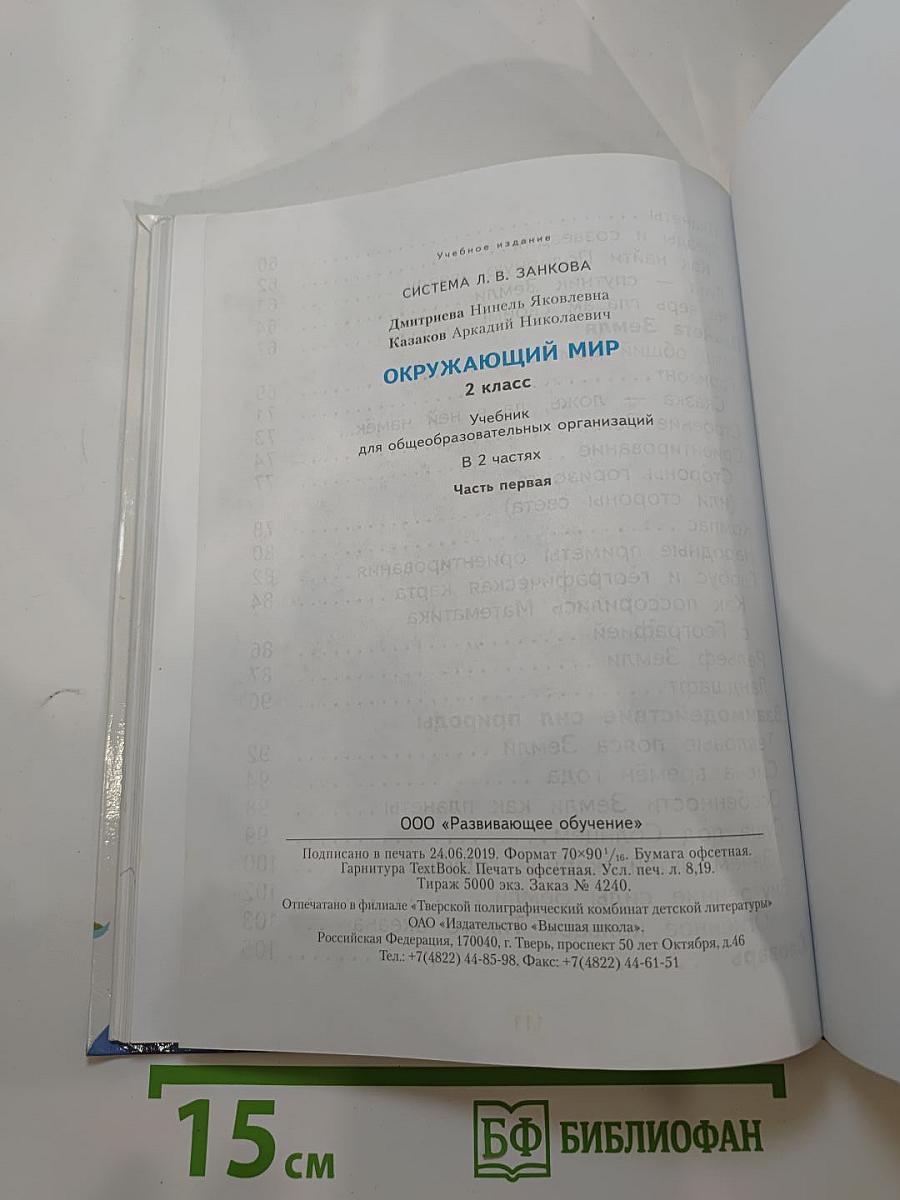 Учебное издание
СИСТЕМА Л. В. ЗАНКОВА
Дмитриева Нинель Яковлевна
Казаков Аркадий Николаевич
ОКРУЖАЮЩИЙ МИР
2 класс
Учебник
для общеобразовательных организаций
В 2 частях
Часть первая
ООО «Развивающее обучение»
Подписано в печать 24.06.2019. Формат 70×90 1/16. Бумага офсетная.
Гарнитура TextBook. Печать офсетная. Усл. печ. л. 8,19.
Тираж 5000 экз. Заказ № 4240.
Отпечатано в филиале «Тверской полиграфический комбинат детской литературы»
ОАО «Издательство «Высшая школа».
Российская Федерация, 170040, г. Тверь, проспект 50 лет Октября, д.46
Тел.: +7(4822) 44-85-98. Факс: +7(4822) 44-61-51
15 см
БФ БИБЛИОФАН